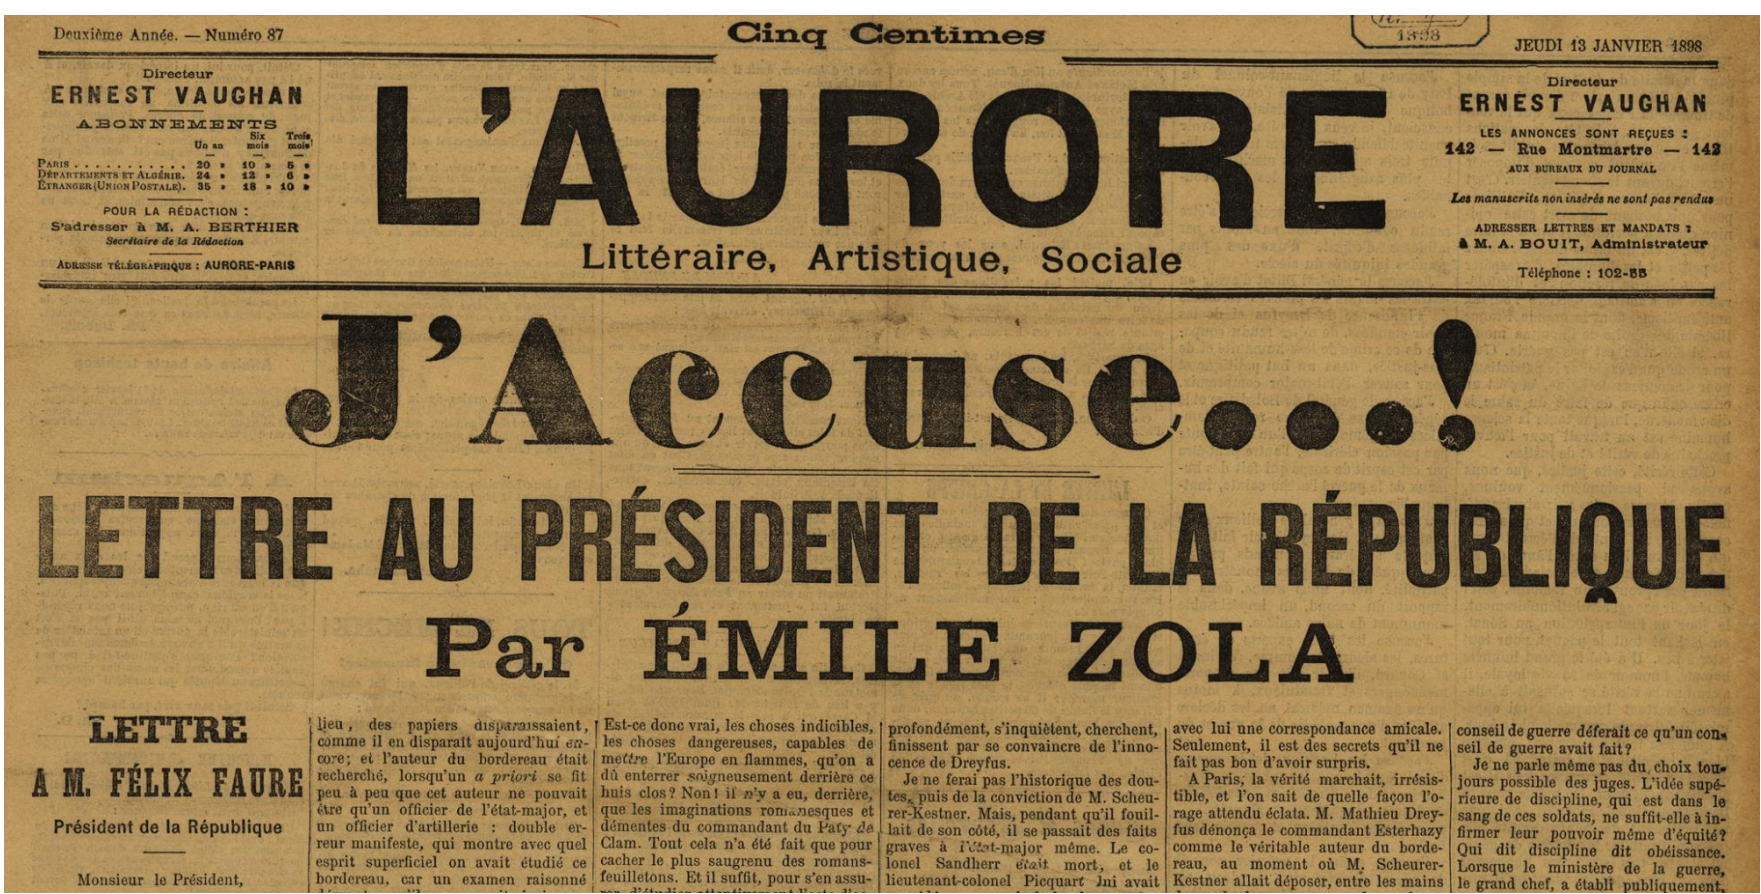 Deuxième Année. — Numéro 87
Cinq Centimes
1898
JEUDI 13 JANVIER 1898
Directeur
ERNEST VAUGHAN
ABONNEMENTS
Un an Six mois Trois mois
PARIS . . . . . . . . . . . 20 » 10 » 5 »
DÉPARTEMENTS ET ALGÉRIE. 24 » 12 » 6 »
ÉTRANGER (UNION POSTALE). 35 » 18 » 10 »
POUR LA RÉDACTION :
S'adresser à M. A. BERTHIER
Secrétaire de la Rédaction
ADRESSE TÉLÉGRAPHIQUE : AURORE-PARIS
L'AURORE
Littéraire, Artistique, Sociale
Directeur
ERNEST VAUGHAN
LES ANNONCES SONT REÇUES :
142 — Rue Montmartre — 142
AUX BUREAUX DU JOURNAL
Les manuscrits non insérés ne sont pas rendus
ADRESSER LETTRES ET MANDATS :
à M. A. BOUIT, Administrateur
Téléphone : 102-55
J'Accuse...!
LETTRE AU PRÉSIDENT DE LA RÉPUBLIQUE
Par ÉMILE ZOLA
LETTRE
A M. FÉLIX FAURE
Président de la République
Monsieur le Président,
lieu, des papiers disparaissaient,
comme il en disparaît aujourd'hui en-
core; et l'auteur du bordereau était
recherché, lorsqu'un a priori se fit
peu à peu que cet auteur ne pouvait
être qu'un officier de l'état-major, et
un officier d'artillerie : double er-
reur manifeste, qui montre avec quel
esprit superficiel on avait étudié ce
bordereau, car un examen raisonné
Est-ce donc vrai, les choses indicibles,
les choses dangereuses, capables de
mettre l'Europe en flammes, qu'on a
dû enterrer soigneusement derrière ce
huis clos? Non! il n'y a eu, derrière,
que les imaginations romanesques et
démentes du commandant du Paty de
Clam. Tout cela n'a été fait que pour
cacher le plus saugrenu des romans-
feuilletons. Et il suffit, pour s'en assu-
profondément, s'inquiètent, cherchent,
finissent par se convaincre de l'inno-
cence de Dreyfus.
Je ne ferai pas l'historique des dou-
tes, puis de la conviction de M. Scheu-
rer-Kestner. Mais, pendant qu'il fouil-
lait de son côté, il se passait des faits
graves à l'état-major même. Le co-
lonel Sandherr était mort, et le
lieutenant-colonel Picquart lui avait
avec lui une correspondance amicale.
Seulement, il est des secrets qu'il ne
fait pas bon d'avoir surpris.
A Paris, la vérité marchait, irrésis-
tible, et l'on sait de quelle façon l'o-
rage attendu éclata. M. Mathieu Drey-
fus dénonça le commandant Esterhazy
comme le véritable auteur du borde-
reau, au moment où M. Scheurer-
Kestner allait déposer, entre les mains
conseil de guerre déferait ce qu'un con-
seil de guerre avait fait?
Je ne parle même pas du choix tou-
jours possible des juges. L'idée supé-
rieure de discipline, qui est dans le
sang de ces soldats, ne suffit-elle à in-
firmer leur pouvoir même d'équité?
Qui dit discipline dit obéissance.
Lorsque le ministère de la guerre,
le grand chef, a établi publiquement,